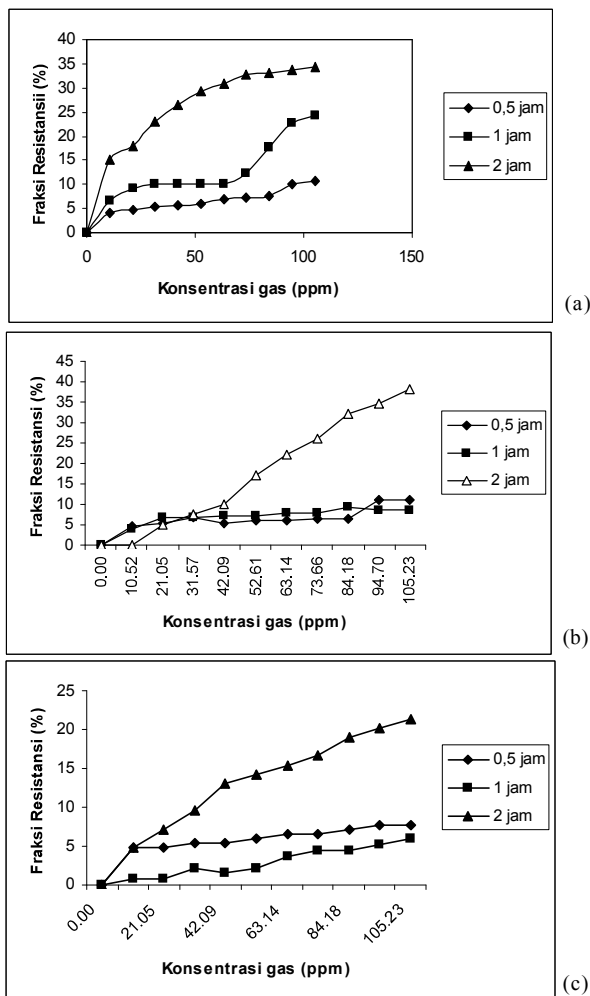 40
35
30
25
20
15
10
5
0
Fraksi Resistansii (%)
0 50 100 150
Konsentrasi gas (ppm)
0,5 jam
1 jam
2 jam
(a)
45
40
35
30
25
20
15
10
5
0
Fraksi Resistansi (%)
0.00 10.52 21.05 31.57 42.09 52.61 63.14 73.66 84.18 94.70 105.23
Konsentrasi gas (ppm)
0,5 jam
1 jam
2 jam
(b)
25
20
15
10
5
0
Fraksi Resistansi (%)
0.00 21.05 42.09 63.14 84.18 105.23
Konsentrasi gas (ppm)
0,5 jam
1 jam
2 jam
(c)